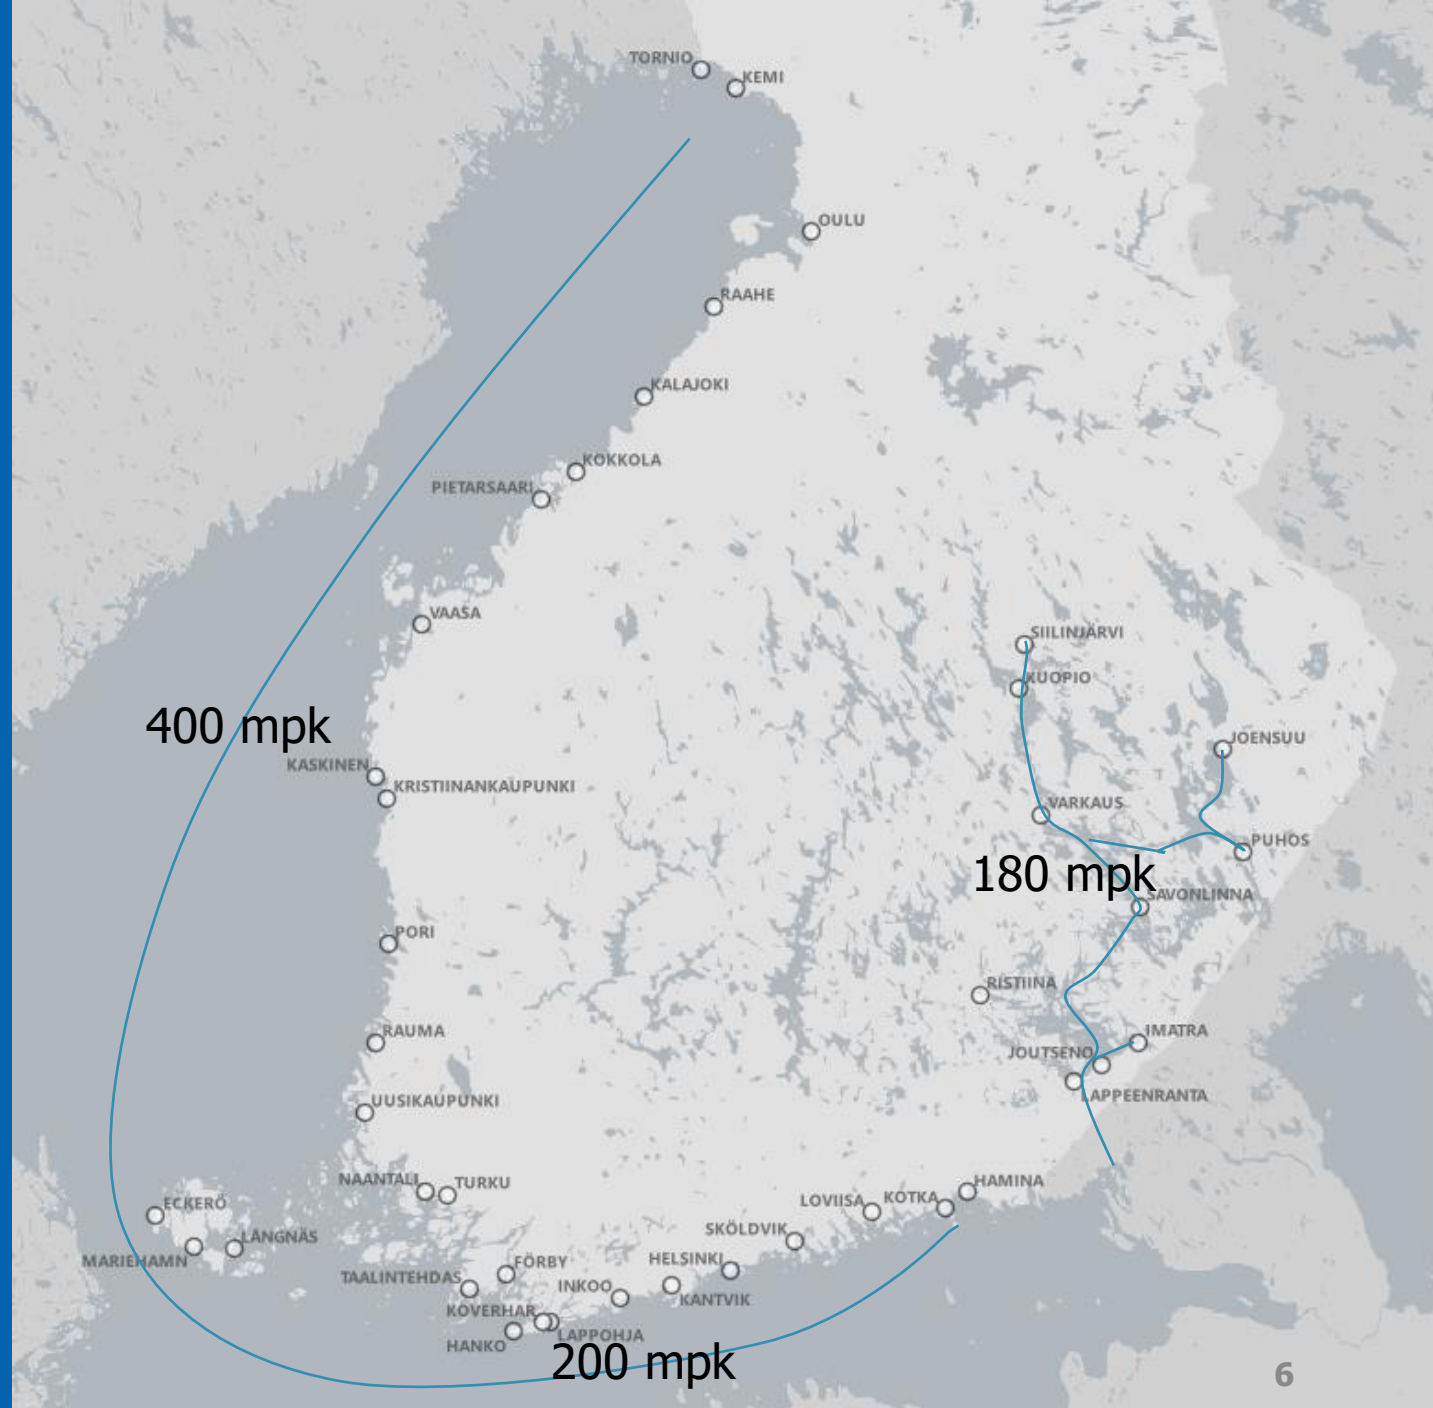 TORNIO
KEMI
OULU
RAAHE
KALAJOKI
KOKKOLA
PIETARSAARI
VAASA
SIILINJÄRVI
KUOPIO
400 mpk
JOENSUU
KASKINEN
KRISTIINANKAUPUNKI
VARKAUS
PUHOS
180 mpk
SAVONLINNA
PORI
RISTIINA
RAUMA
IMATRA
JOUTSENO
LAPPEENRANTA
UUSIKAUPUNKI
NAANTALI
TURKU
HAMINA
ECKERÖ
LOVIISA
KOTKA
LÅNGNÄS
SKÖLDVIK
MARIEHAMN
FÖRBY
HELSINKI
TAALINTEHDAS
INKOO
KANTVIK
KOVERHAR
LAPPOHJA
HANKO
200 mpk
6